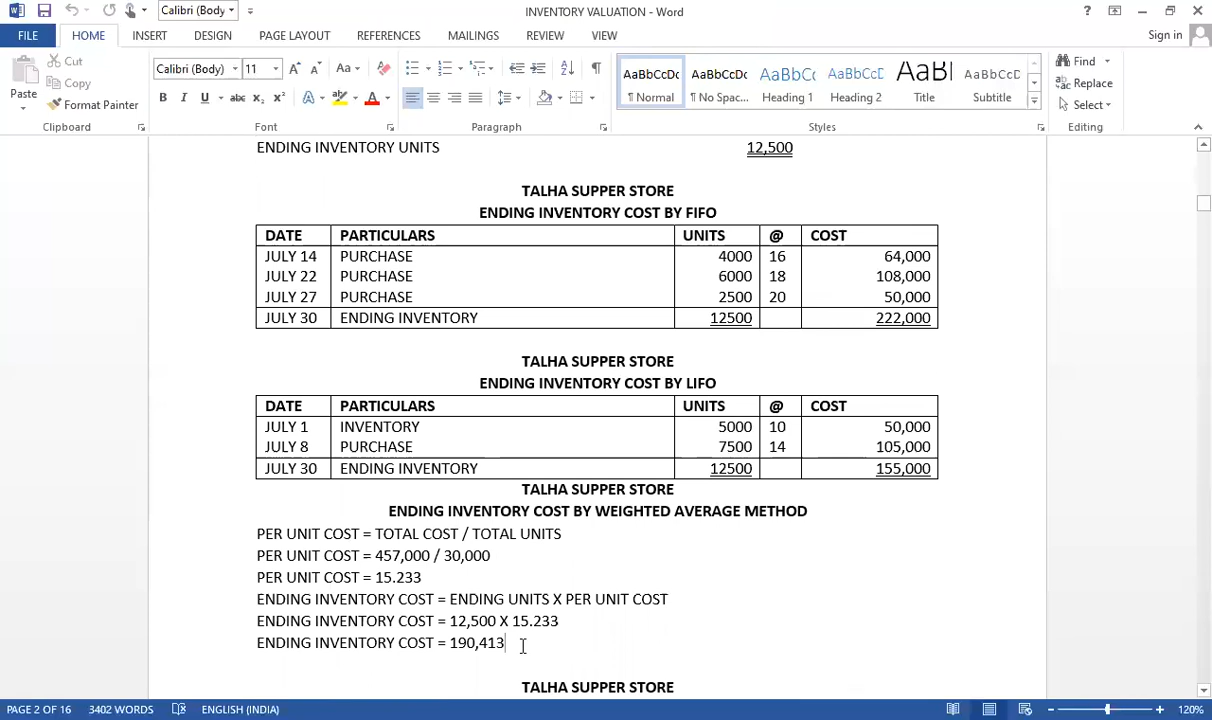 Calibri (Body
INVENTORY VALUATION - Word
?
FILE HOME INSERT DESIGN PAGE LAYOUT REFERENCES MAILINGS REVIEW VIEW Sign in
Paste
Cut
Copy
Format Painter
Clipboard
Calibri (Body) 11
Font
Paragraph
AaBbCcDc AaBbCcDc AaBbC AaBbCcD AaBl AaBbCcD
¶ Normal ¶ No Spac... Heading 1 Heading 2 Title Subtitle
Styles
Find
Replace
Select
Editing
ENDING INVENTORY UNITS 12,500
TALHA SUPPER STORE
ENDING INVENTORY COST BY FIFO
DATE PARTICULARS UNITS @ COST
JULY 14 PURCHASE 4000 16 64,000
JULY 22 PURCHASE 6000 18 108,000
JULY 27 PURCHASE 2500 20 50,000
JULY 30 ENDING INVENTORY 12500 222,000
TALHA SUPPER STORE
ENDING INVENTORY COST BY LIFO
DATE PARTICULARS UNITS @ COST
JULY 1 INVENTORY 5000 10 50,000
JULY 8 PURCHASE 7500 14 105,000
JULY 30 ENDING INVENTORY 12500 155,000
TALHA SUPPER STORE
ENDING INVENTORY COST BY WEIGHTED AVERAGE METHOD
PER UNIT COST = TOTAL COST / TOTAL UNITS
PER UNIT COST = 457,000 / 30,000
PER UNIT COST = 15.233
ENDING INVENTORY COST = ENDING UNITS X PER UNIT COST
ENDING INVENTORY COST = 12,500 X 15.233
ENDING INVENTORY COST = 190,413
TALHA SUPPER STORE
PAGE 2 OF 16 3402 WORDS ENGLISH (INDIA) 120%